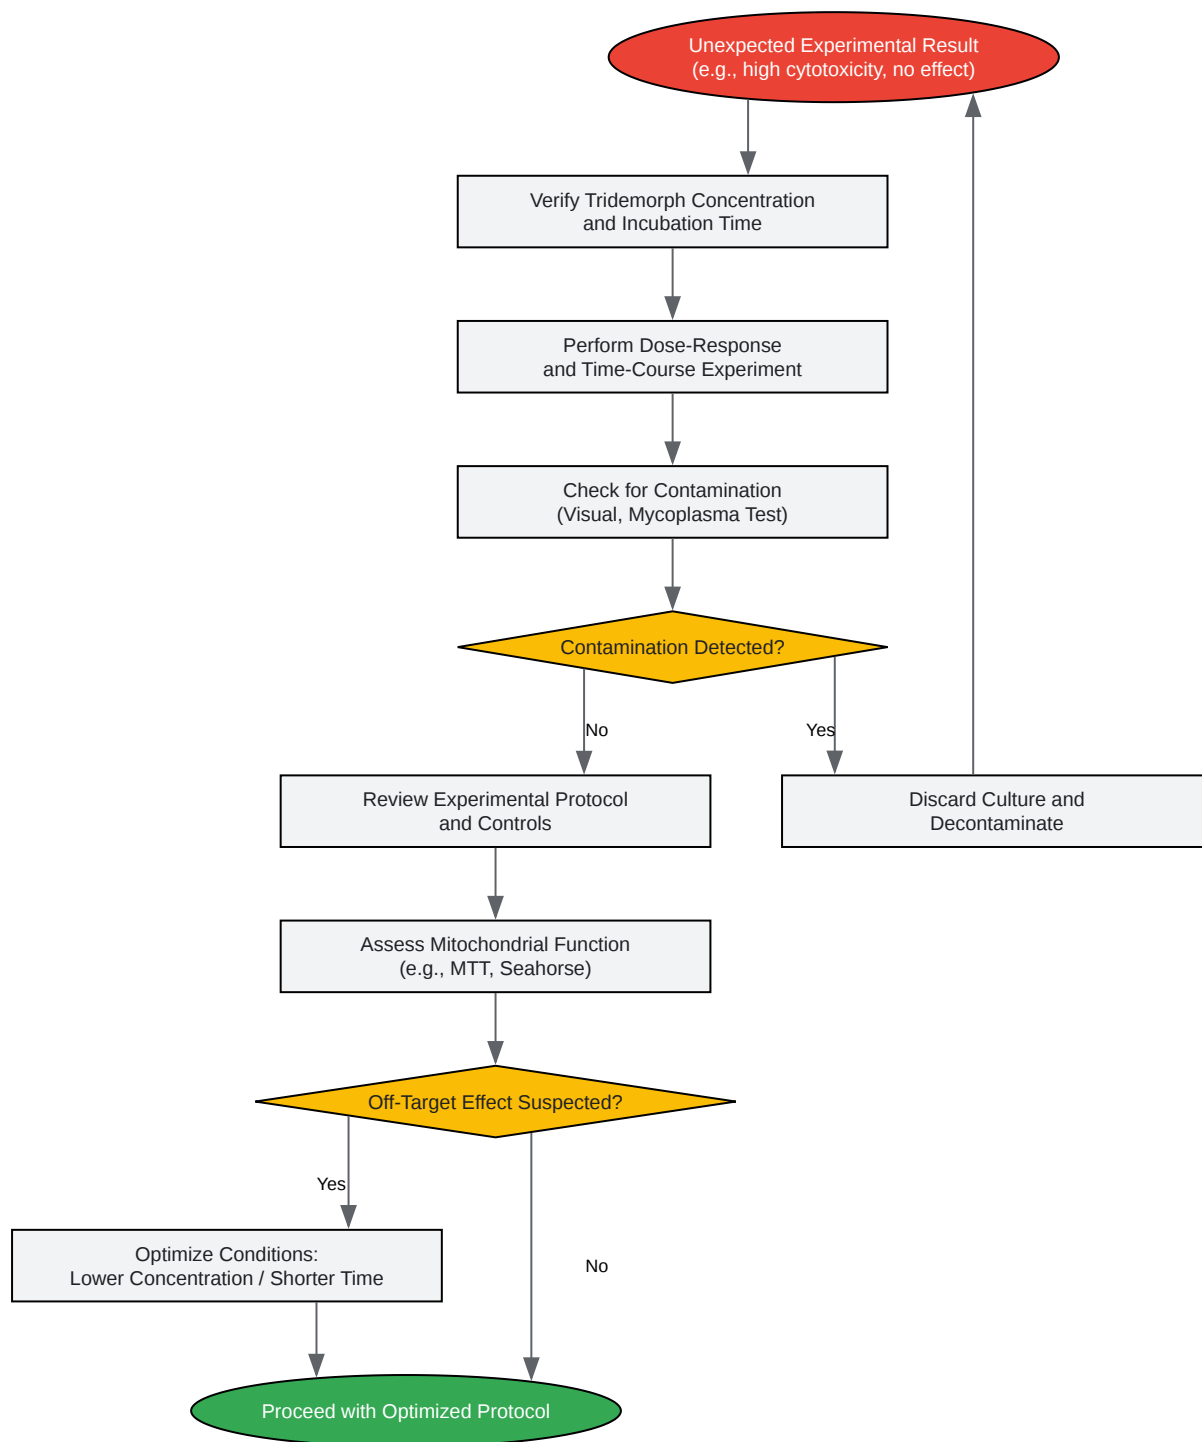 Unexpected Experimental Result
(e.g., high cytotoxicity, no effect)
Verify Tridemorph Concentration
and Incubation Time
Perform Dose-Response
and Time-Course Experiment
Check for Contamination
(Visual, Mycoplasma Test)
Contamination Detected?
No
Yes
Review Experimental Protocol
and Controls
Discard Culture and
Decontaminate
Assess Mitochondrial Function
(e.g., MTT, Seahorse)
Off-Target Effect Suspected?
Yes
Optimize Conditions:
Lower Concentration / Shorter Time
No
Proceed with Optimized Protocol